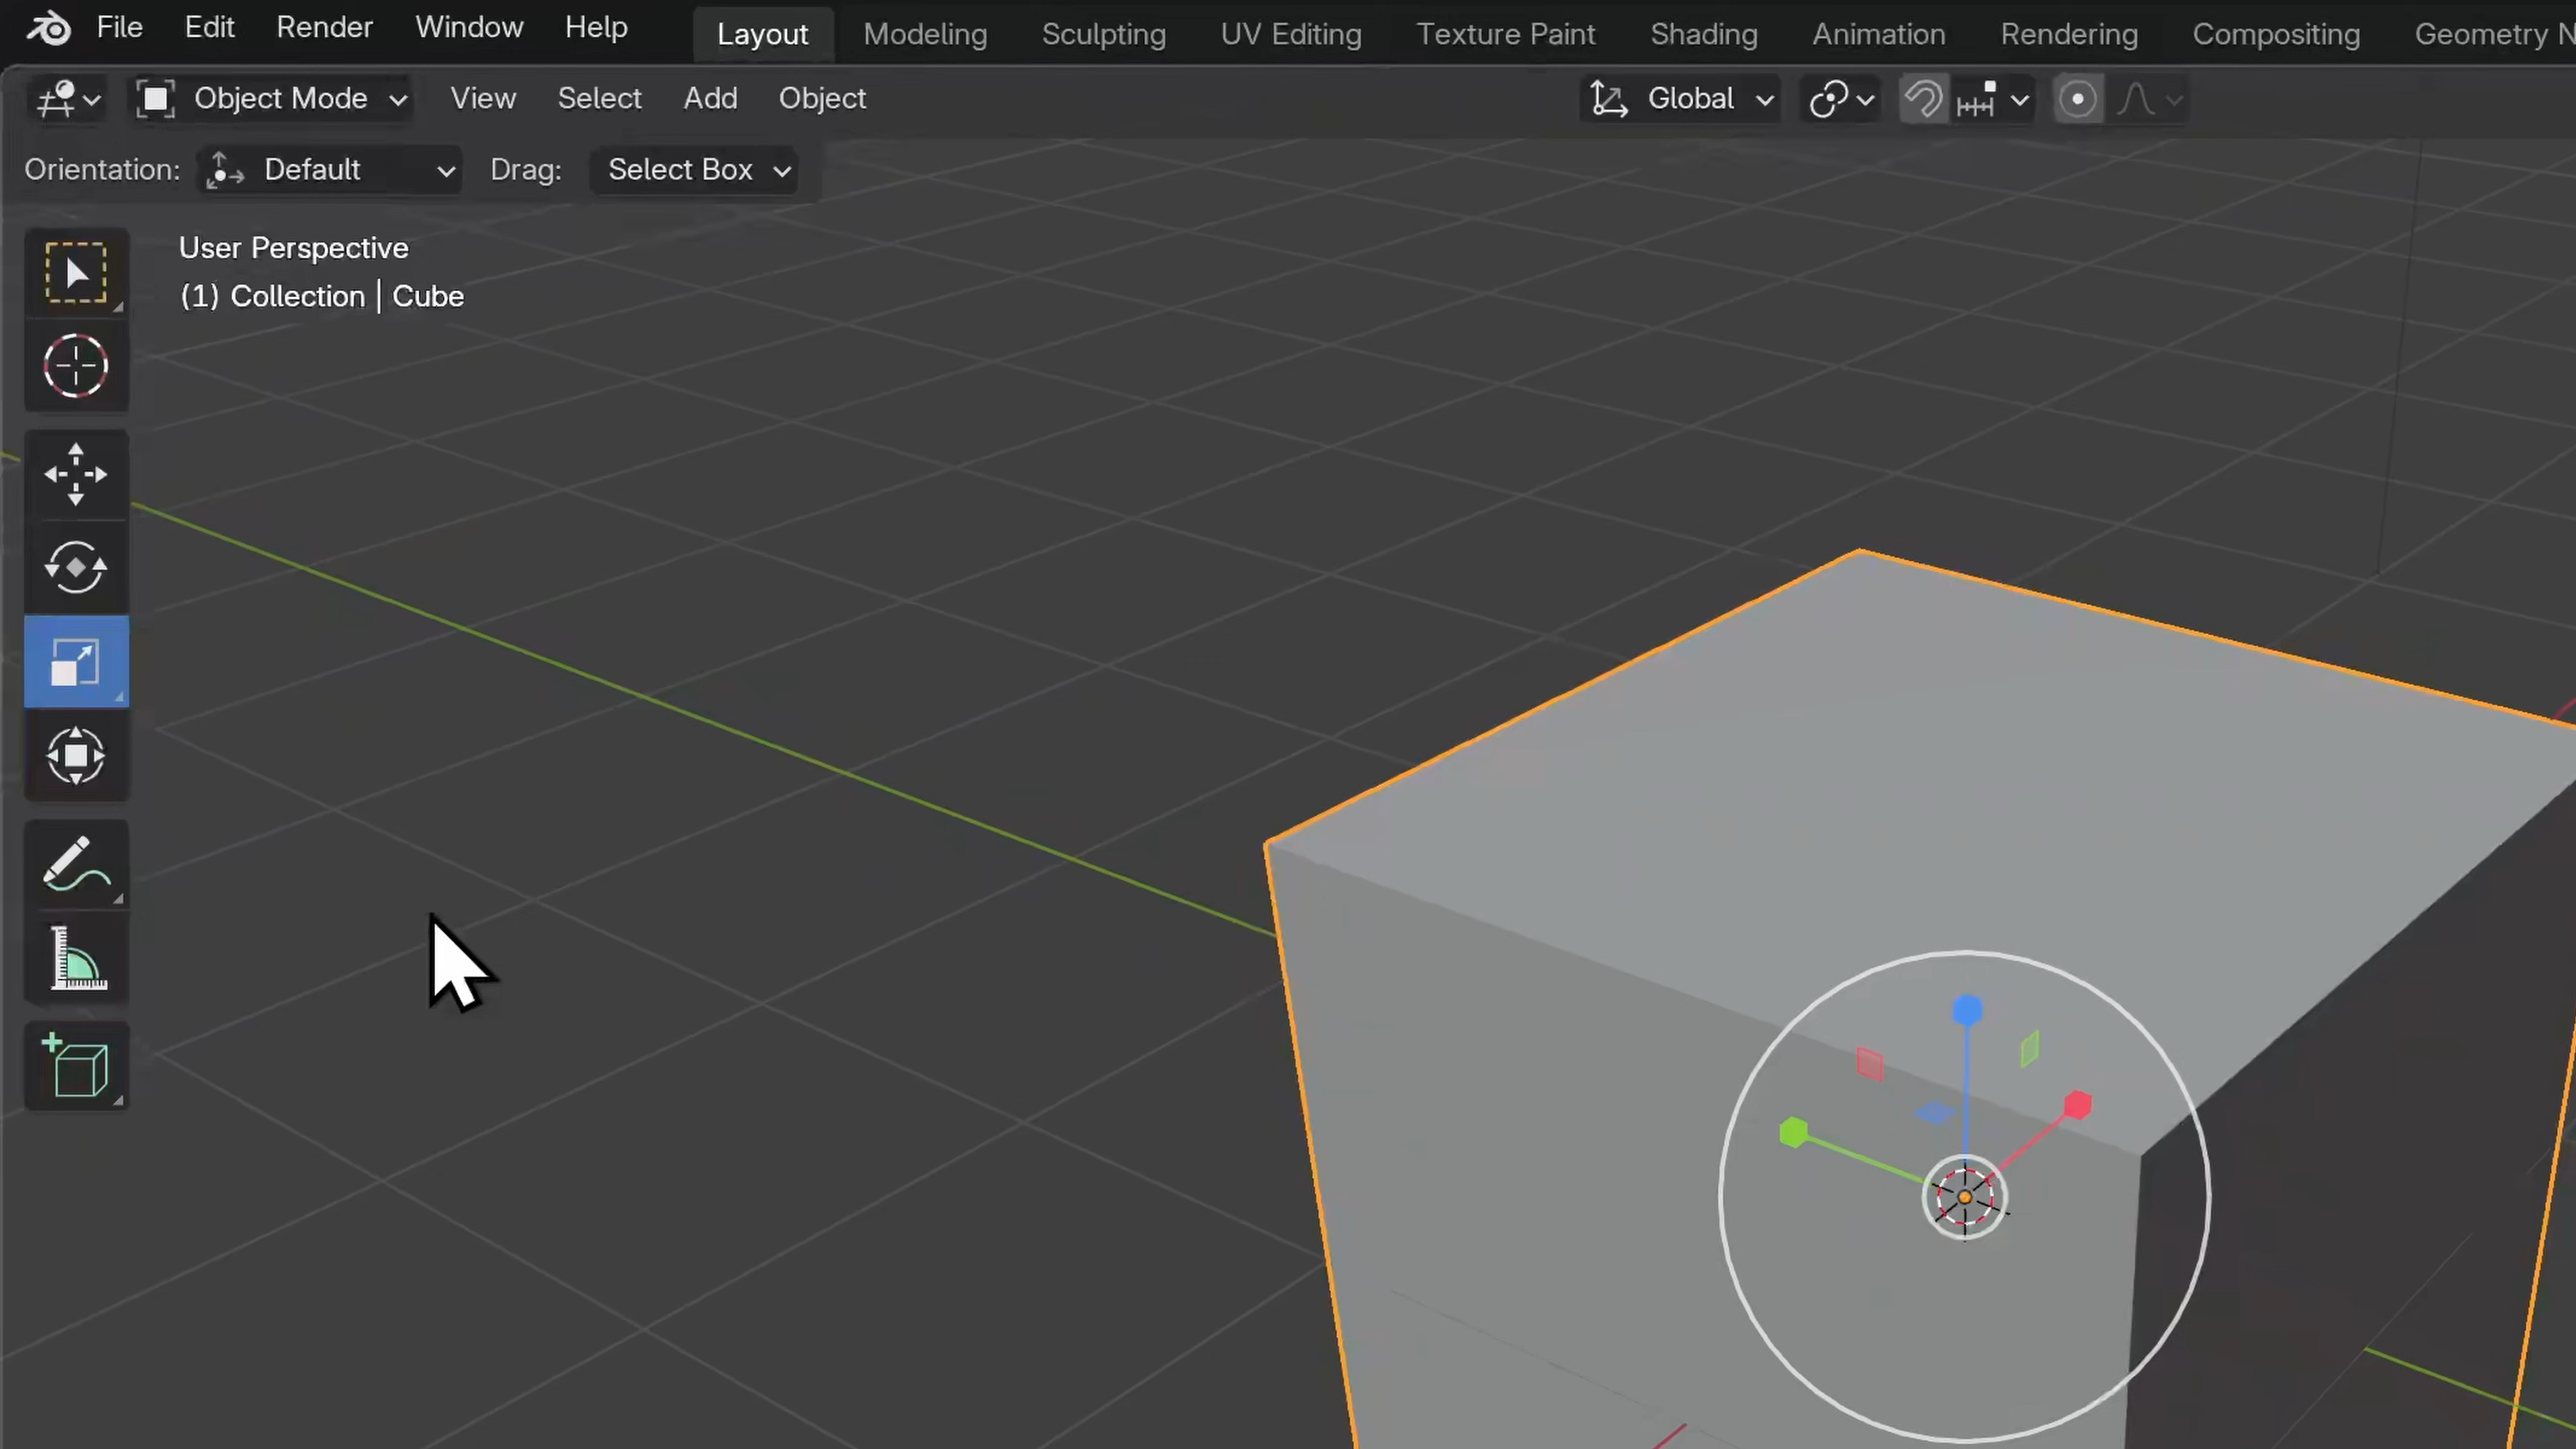 File Edit Render Window Help Layout Modeling Sculpting UV Editing Texture Paint Shading Animation Rendering Compositing Geometry N
Object Mode View Select Add Object Global
Orientation: Default Drag: Select Box
User Perspective
(1) Collection | Cube